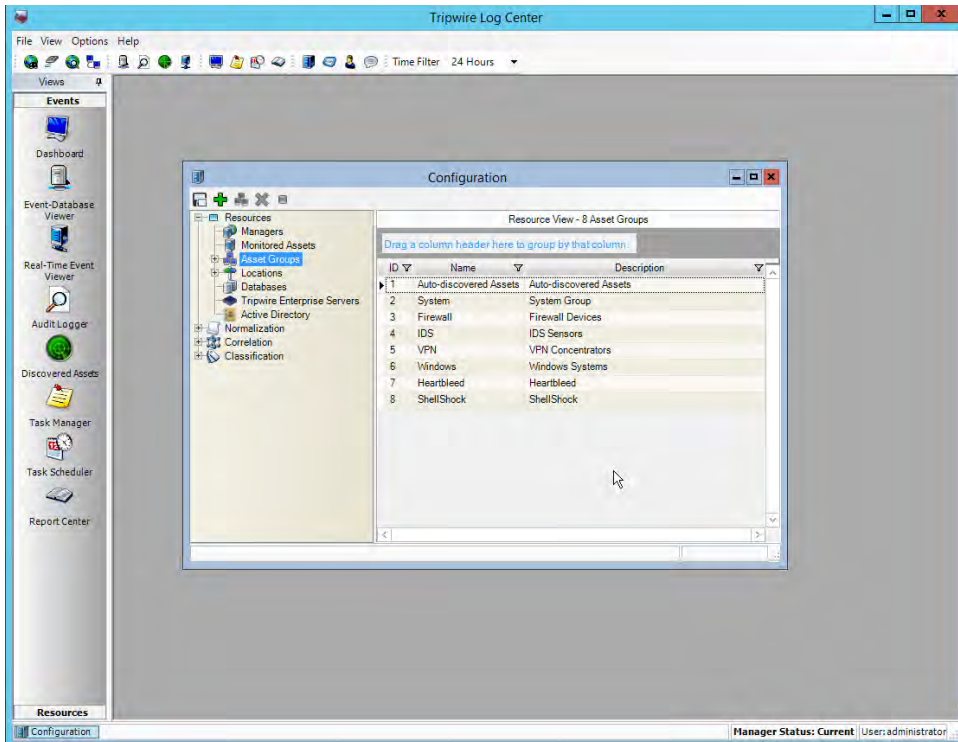 Tripwire Log Center
File View Options Help
Time Filter 24 Hours
Views
Events
Dashboard
Event-Database
Viewer
Real-Time Event
Viewer
Audit Logger
Discovered Assets
Task Manager
Task Scheduler
Report Center
Resources
Configuration
Resources
Managers
Monitored Assets
Asset Groups
Locations
Databases
Tripwire Enterprise Servers
Active Directory
Normalization
Correlation
Classification
Resource View - 8 Asset Groups
Drag a column header here to group by that column
ID Name Description
1 Auto-discovered Assets Auto-discovered Assets
2 System System Group
3 Firewall Firewall Devices
4 IDS IDS Sensors
5 VPN VPN Concentrators
6 Windows Windows Systems
7 Heartbleed Heartbleed
8 ShellShock ShellShock
Configuration
Manager Status: Current User: administrator